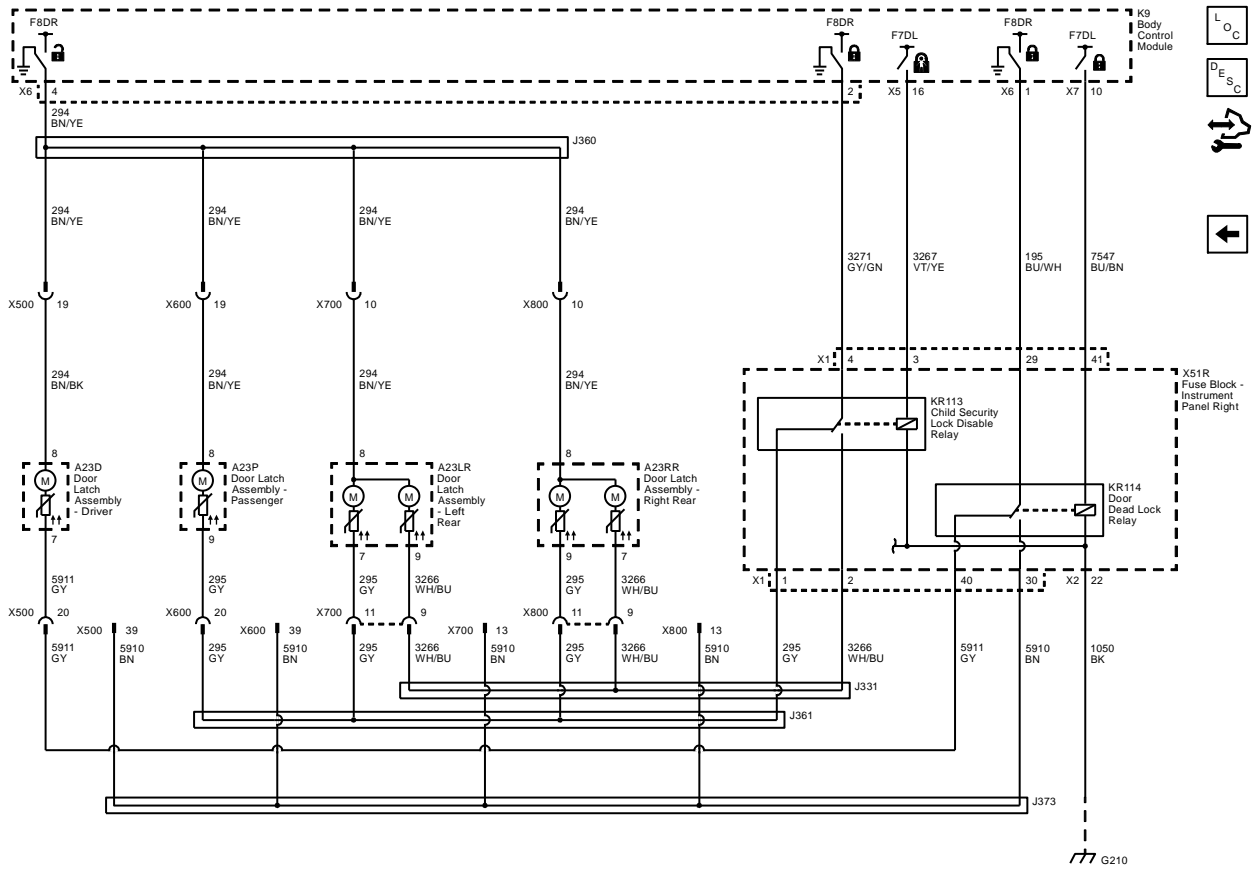 F8DR
F8DR
F7DL
F8DR
F7DL
K9
Body
Control
Module
L
O
C
D
E
S
C
X6 4
2
X5 16
X6 1
X7 10
294
BN/YE
J360
294
BN/YE
294
BN/YE
294
BN/YE
294
BN/YE
3271
GY/GN
3267
VT/YE
195
BU/WH
7547
BU/BN
X500 19
X600 19
X700 10
X800 10
X1 4 3 29 41
294
BN/BK
294
BN/YE
294
BN/YE
294
BN/YE
X51R
Fuse Block -
Instrument
Panel Right
KR113
Child Security
Lock Disable
Relay
8
M
7
A23D
Door
Latch
Assembly
- Driver
8
M
9
A23P
Door Latch
Assembly -
Passenger
8
M M
7 9
A23LR
Door
Latch
Assembly
- Left
Rear
8
M M
9 7
A23RR
Door Latch
Assembly -
Right Rear
KR114
Door
Dead Lock
Relay
X1 1 2 40 30 X2 22
5911
GY
295
GY
295
GY
3266
WH/BU
295
GY
3266
WH/BU
X500 20
X500 39
X600 20
X600 39
X700 11 9
X700 13
X800 11 9
X800 13
5911
GY
5910
BN
295
GY
5910
BN
295
GY
3266
WH/BU
5910
BN
295
GY
3266
WH/BU
5910
BN
295
GY
3266
WH/BU
5911
GY
5910
BN
1050
BK
J331
J361
J373
G210